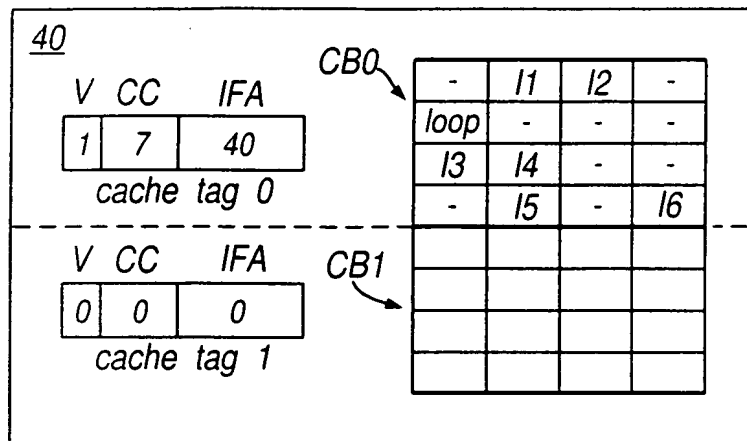 40
V CC IFA
1 7 40
cache tag 0
CB0
- I1 I2 -
loop - - -
I3 I4 - -
- I5 - I6
V CC IFA
0 0 0
cache tag 1
CB1